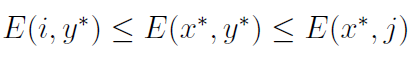 E(i, y*) ≤ E(x*, y*) ≤ E(x*, j)